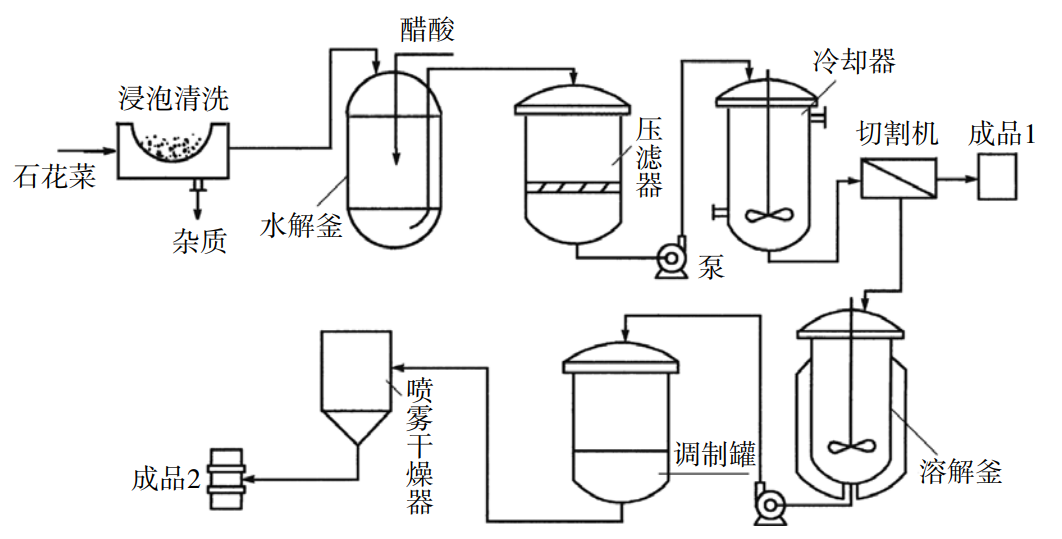 醋酸
冷却器
浸泡清洗
压滤器
切割机
成品1
石花菜
水解釜
杂质
泵
喷雾干燥器
调制罐
溶解釜
成品2